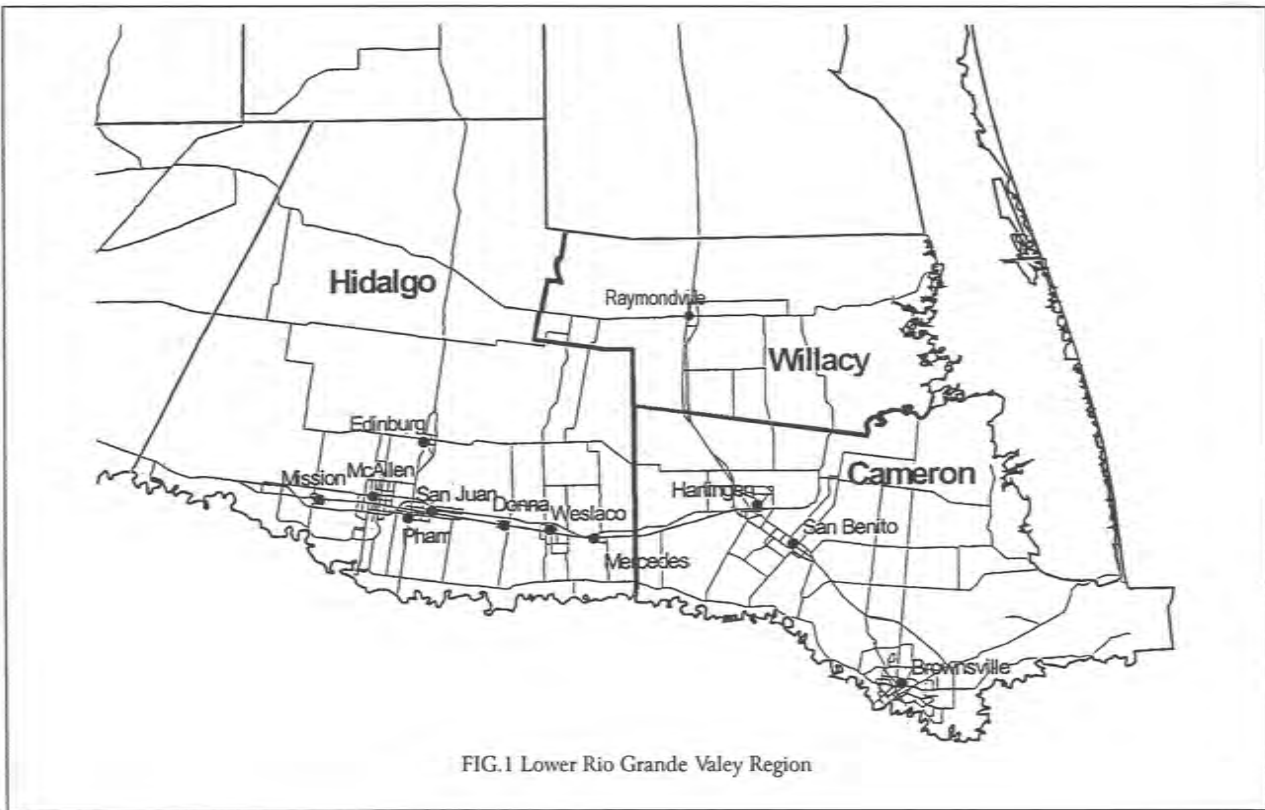 Hidalgo
Raymondville
Willacy
Edinburg
Mission
McAllen
San Juan
Donna
Weslaco
Pharr
Mercedes
Harlingen
Cameron
San Benito
Brownsville
FIG.1 Lower Rio Grande Valey Region